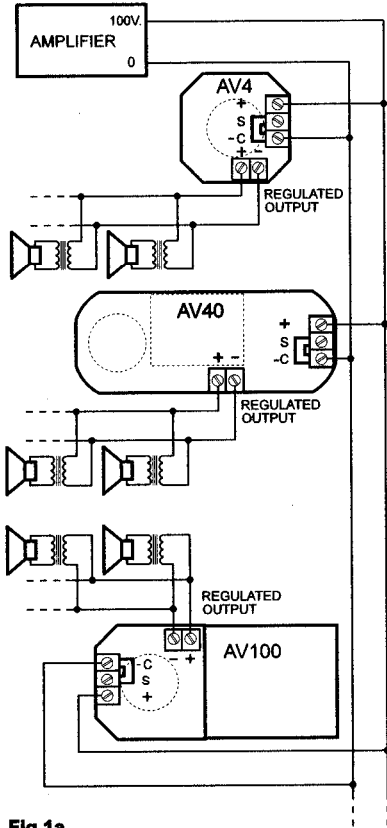 100V.
AMPLIFIER
0
AV4
+
S
-C
+ -
REGULATED
OUTPUT
AV40
+
S
-C
+ -
REGULATED
OUTPUT
REGULATED
OUTPUT
- +
-C
S
+
AV100
Fig 1a